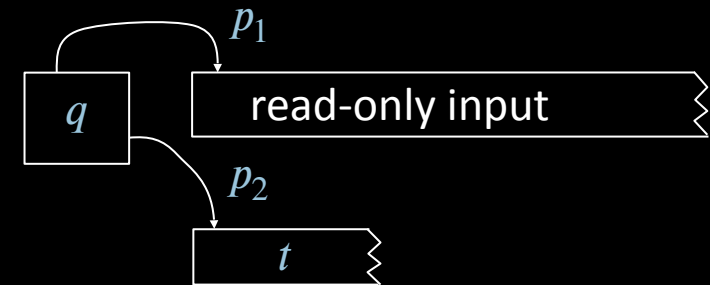 p₁
q read-only input
p₂
t